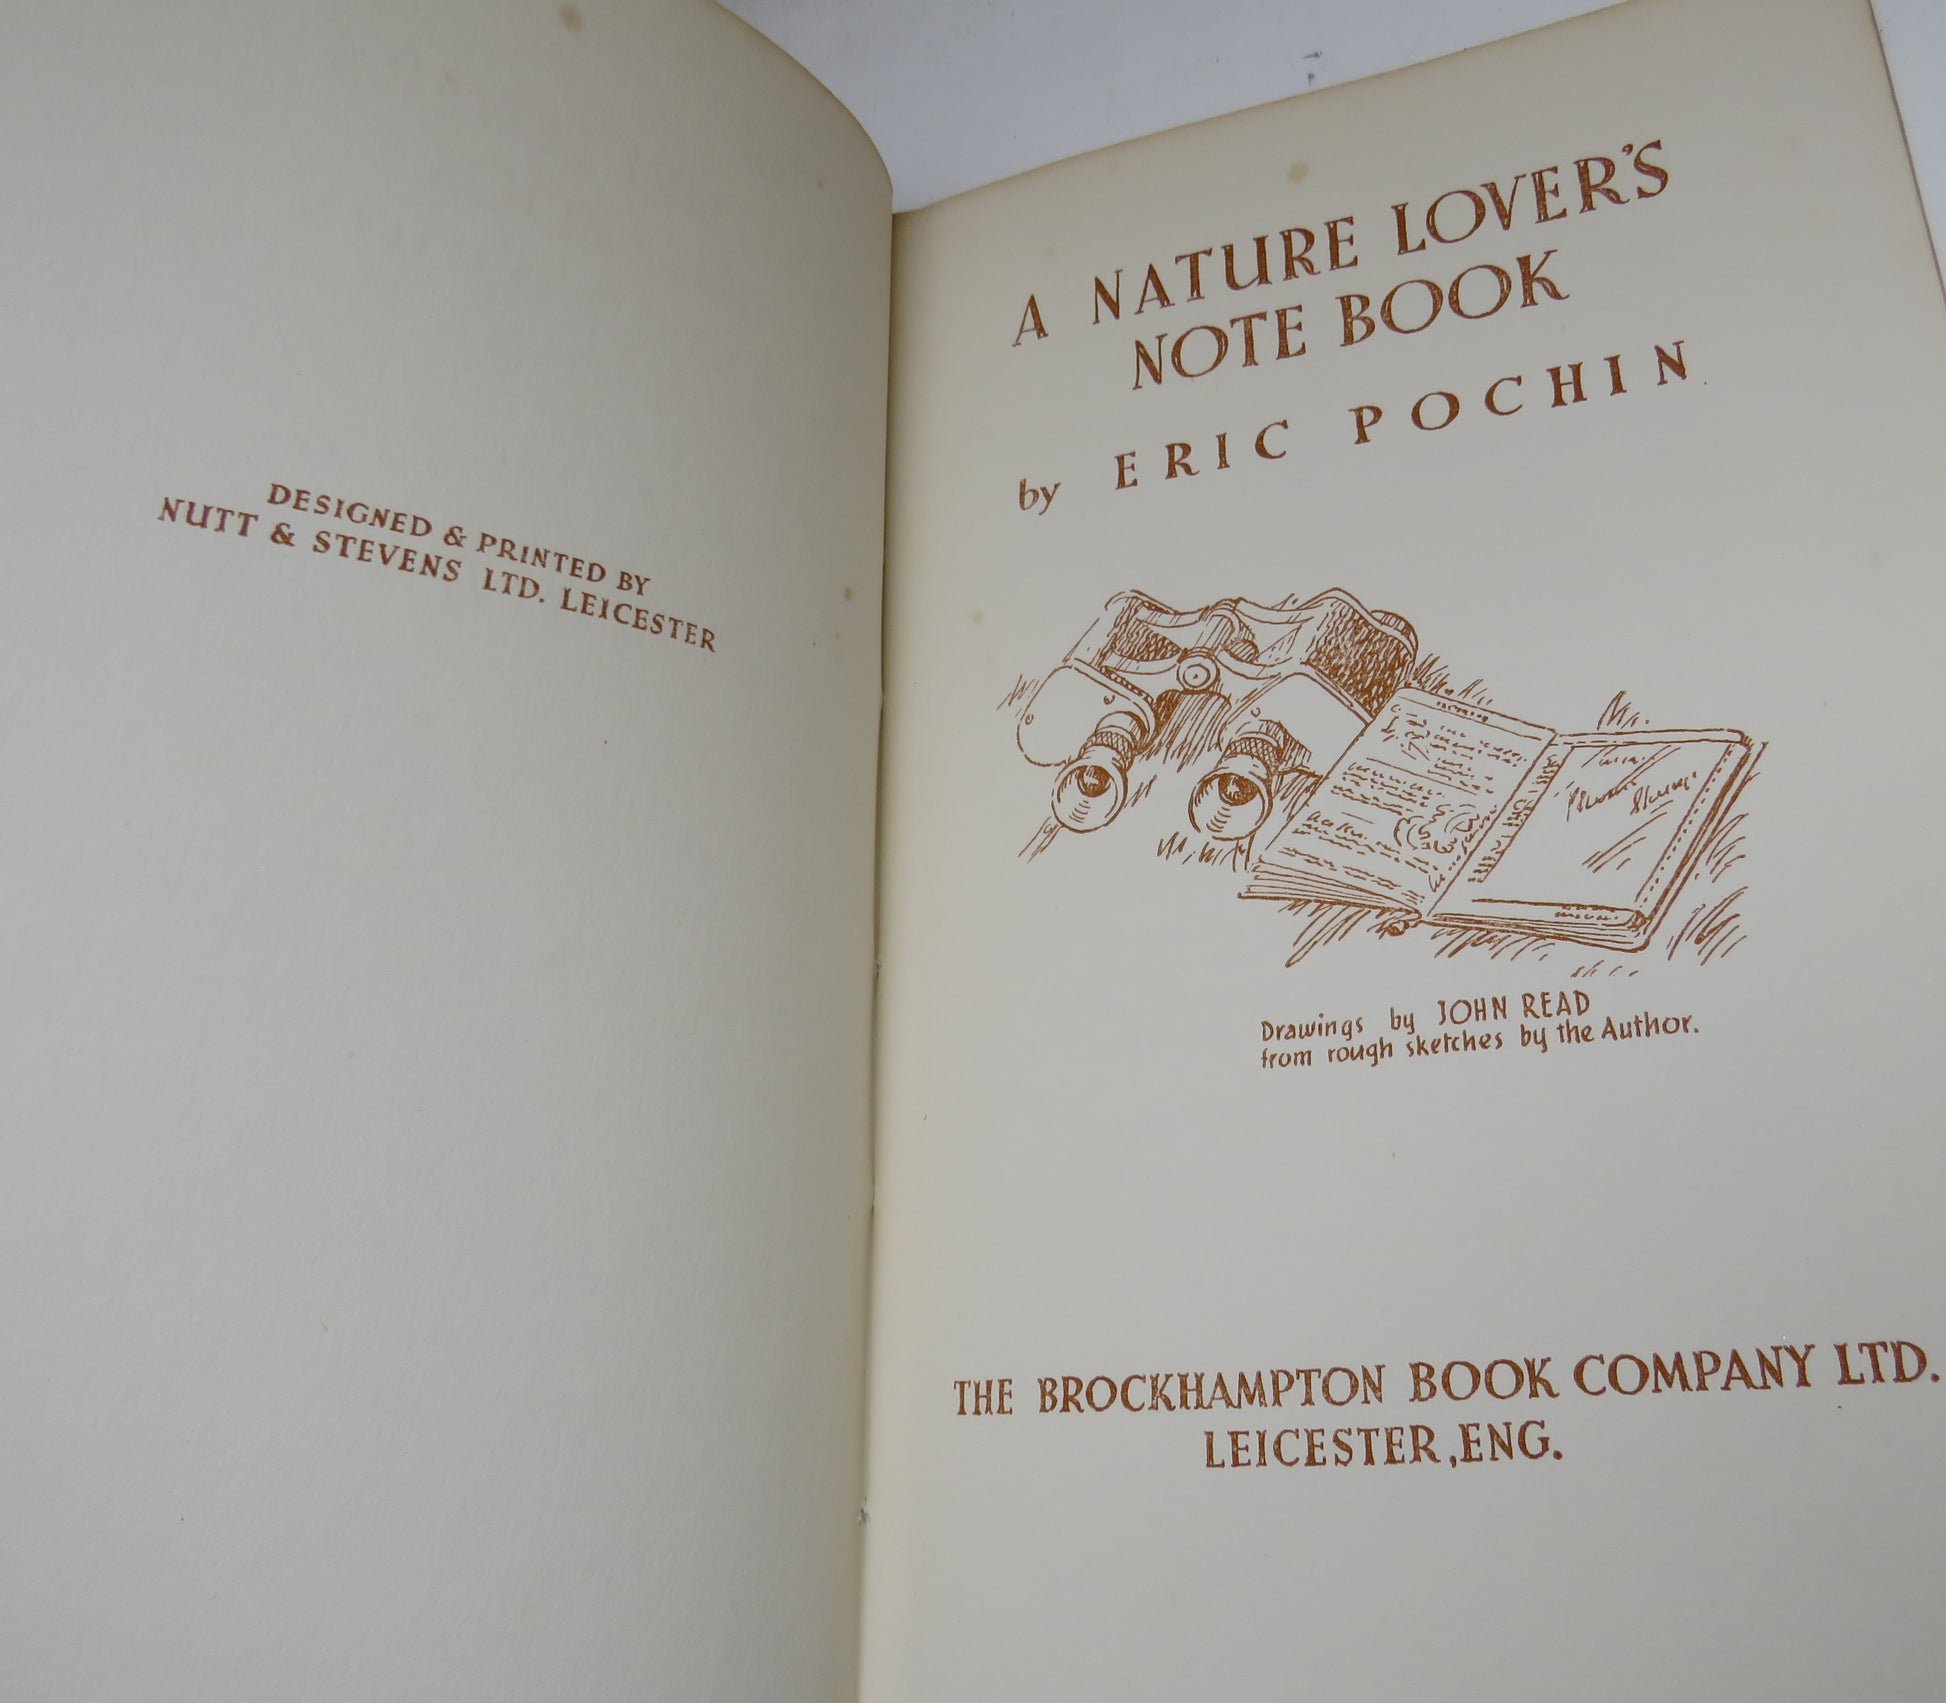 DESIGNED & PRINTED BY
NUTT & STEVENS LTD. LEICESTER
A NATURE LOVER'S
NOTE BOOK
by ERIC POCHIN
Drawings by JOHN READ
from rough sketches by the Author.
THE BROCKHAMPTON BOOK COMPANY LTD.
LEICESTER, ENG.